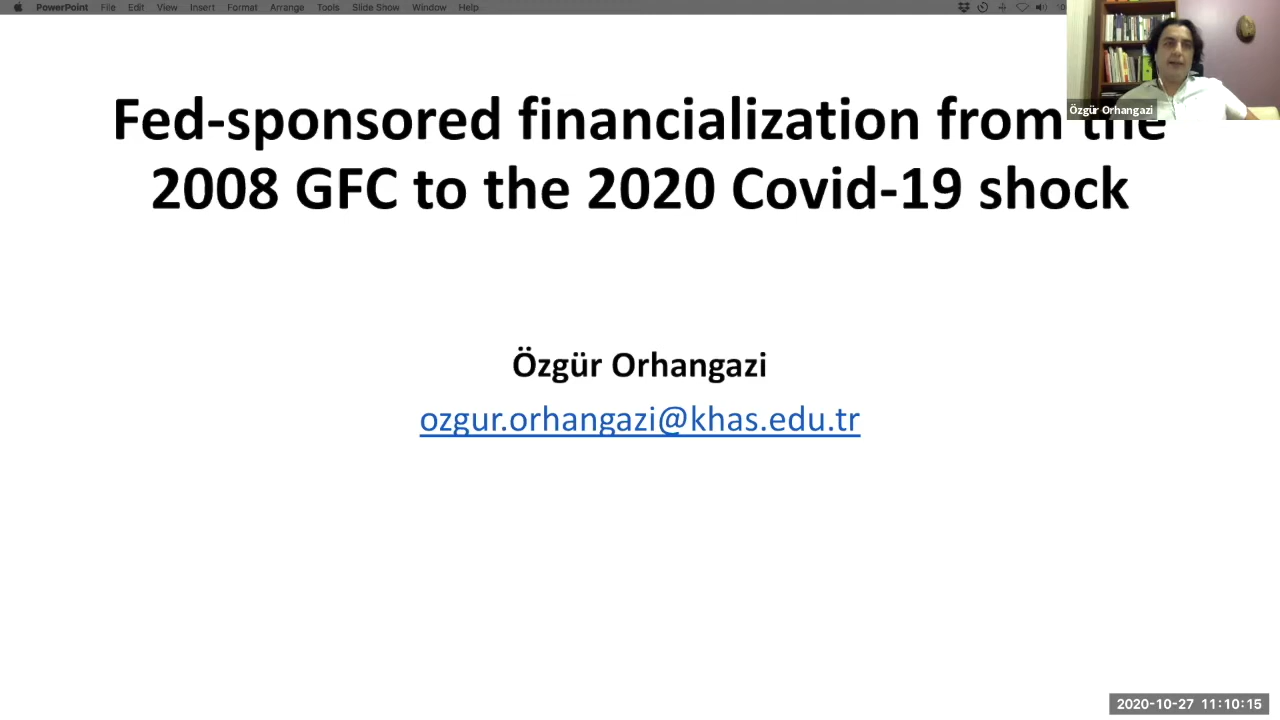 PowerPoint File Edit View Insert Format Arrange Tools Slide Show Window Help
Özgür Orhangazi
Fed-sponsored financialization from the
2008 GFC to the 2020 Covid-19 shock
Özgür Orhangazi
ozgur.orhangazi@khas.edu.tr
2020-10-27 11:10:15